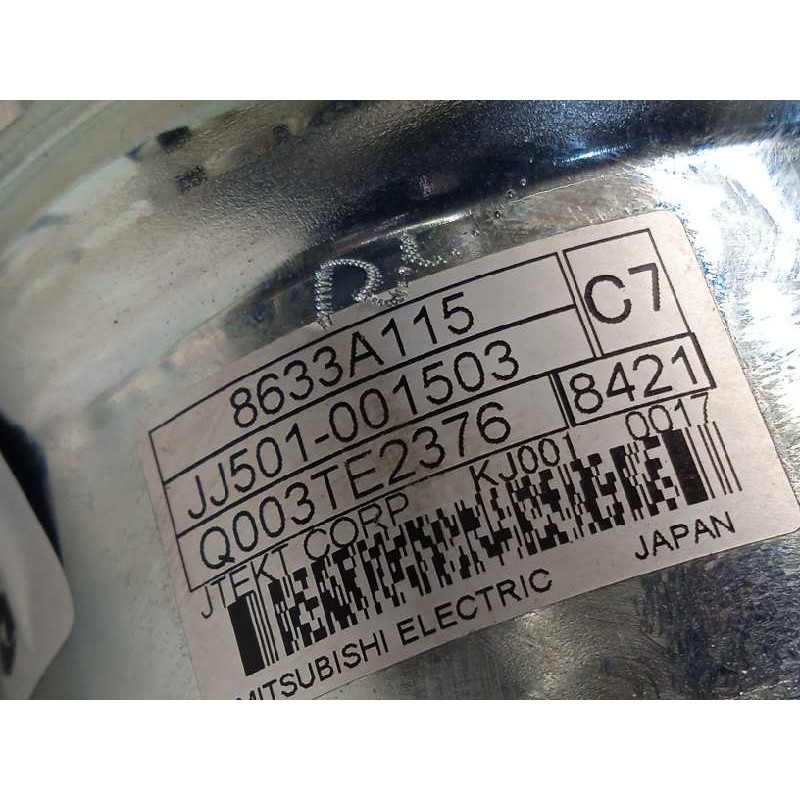 8633A115
C7
JJ501-001503
Q003TE2376
8421
JTEKT CORP KJ001 0017
MITSUBISHI ELECTRIC JAPAN